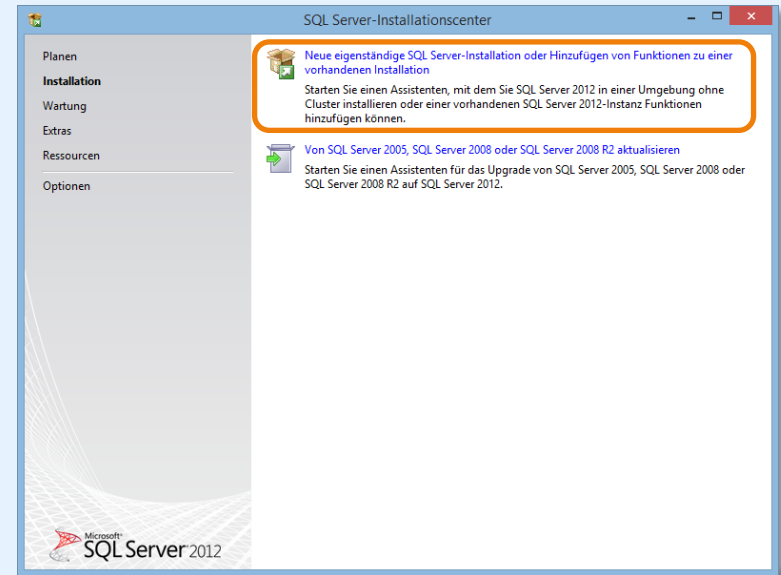 SQL Server-Installationscenter
Planen
Installation
Wartung
Extras
Ressourcen
Optionen
Neue eigenständige SQL Server-Installation oder Hinzufügen von Funktionen zu einer
vorhandenen Installation
Starten Sie einen Assistenten, mit dem Sie SQL Server 2012 in einer Umgebung ohne
Cluster installieren oder einer vorhandenen SQL Server 2012-Instanz Funktionen
hinzufügen können.
Von SQL Server 2005, SQL Server 2008 oder SQL Server 2008 R2 aktualisieren
Starten Sie einen Assistenten für das Upgrade von SQL Server 2005, SQL Server 2008 oder
SQL Server 2008 R2 auf SQL Server 2012.
Microsoft®
SQL Server 2012